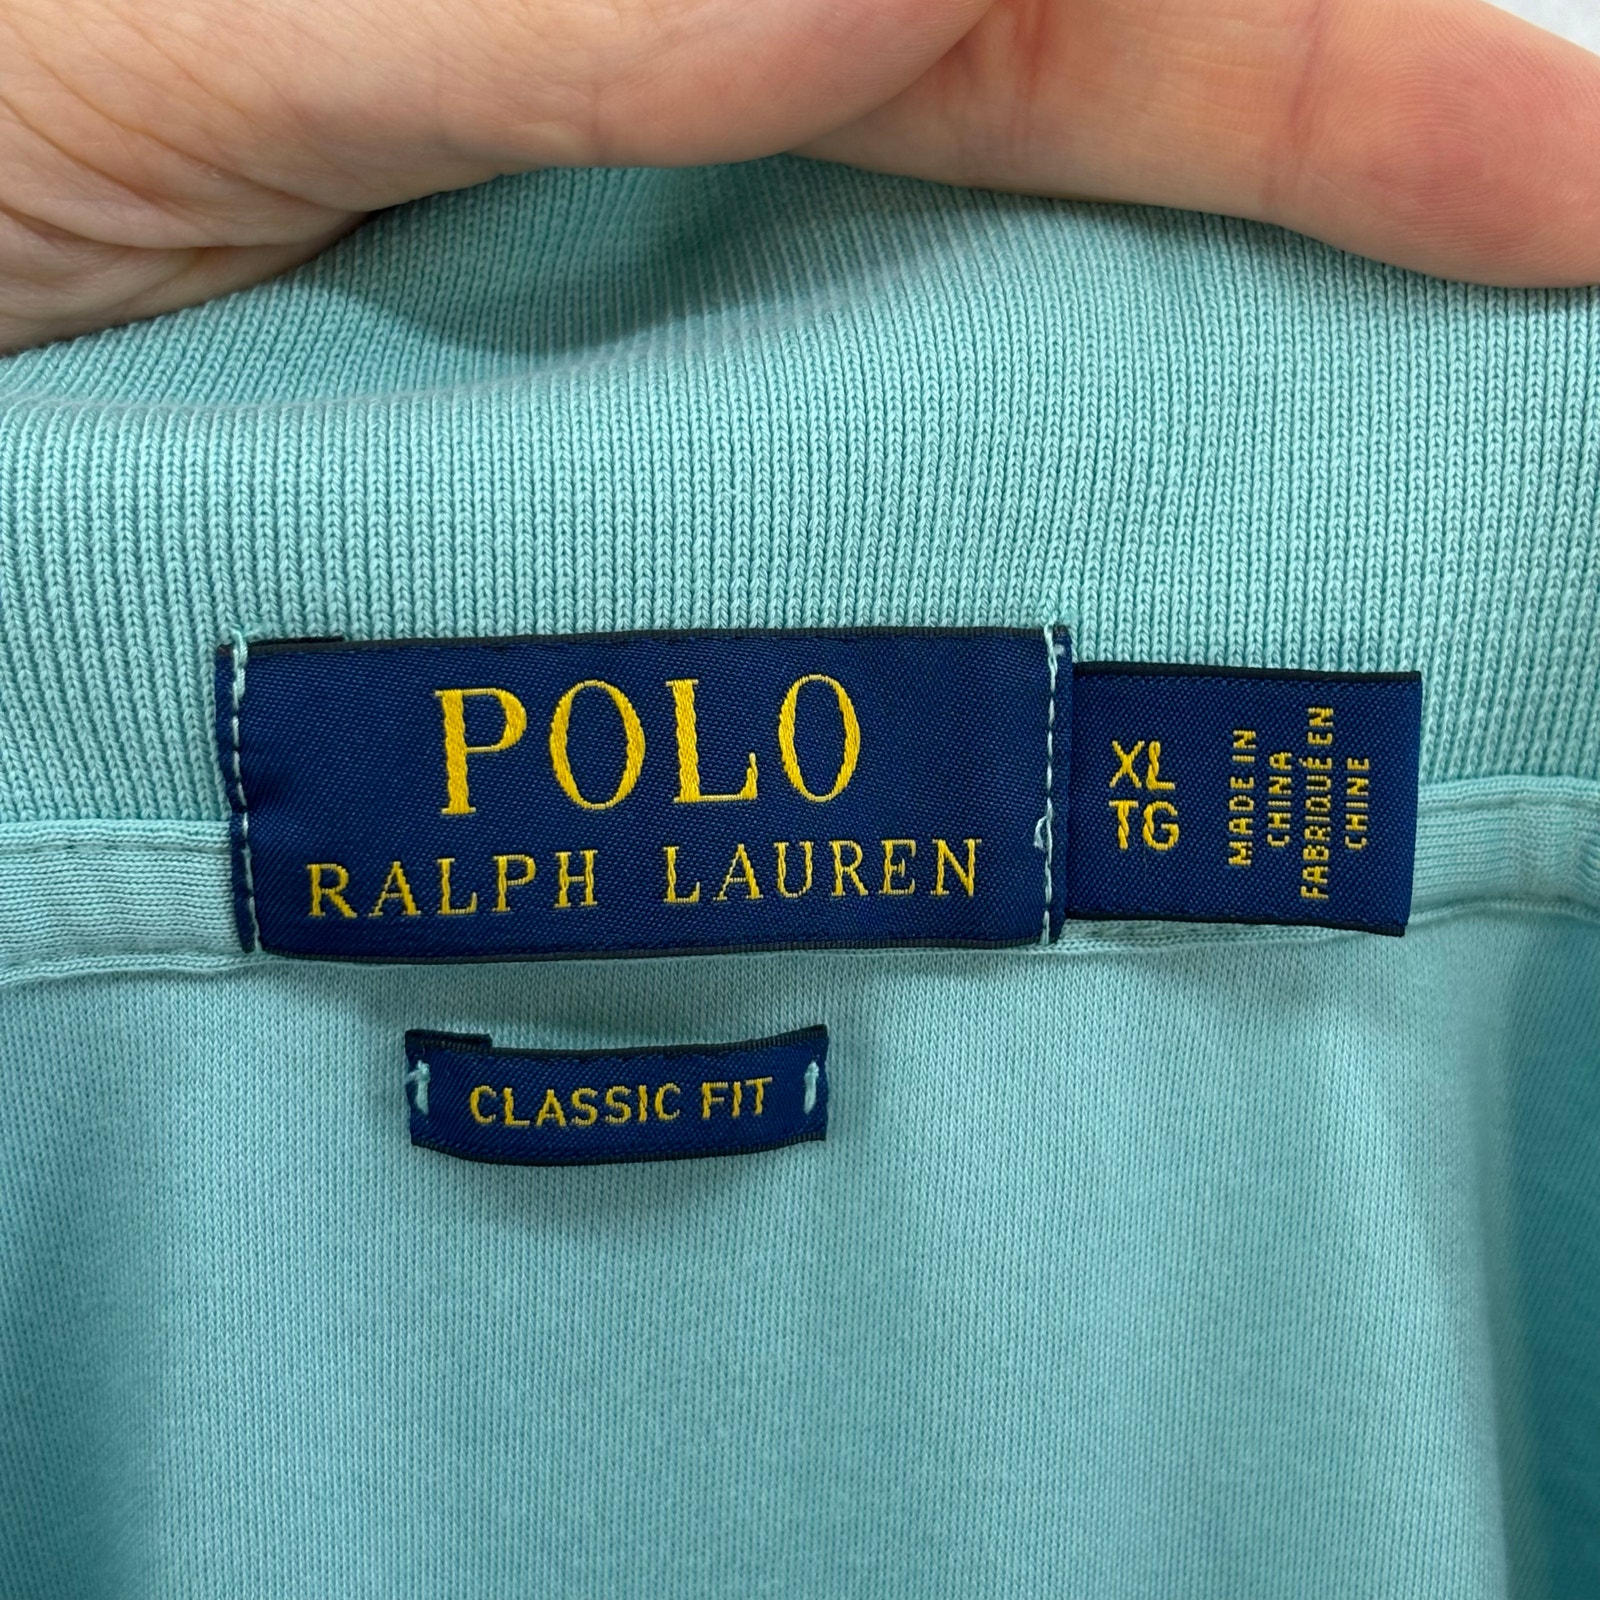 POLO
RALPH LAUREN
XL
TG
MADE IN
CHINA
FABRIQUÉ EN
CHINE
CLASSIC FIT